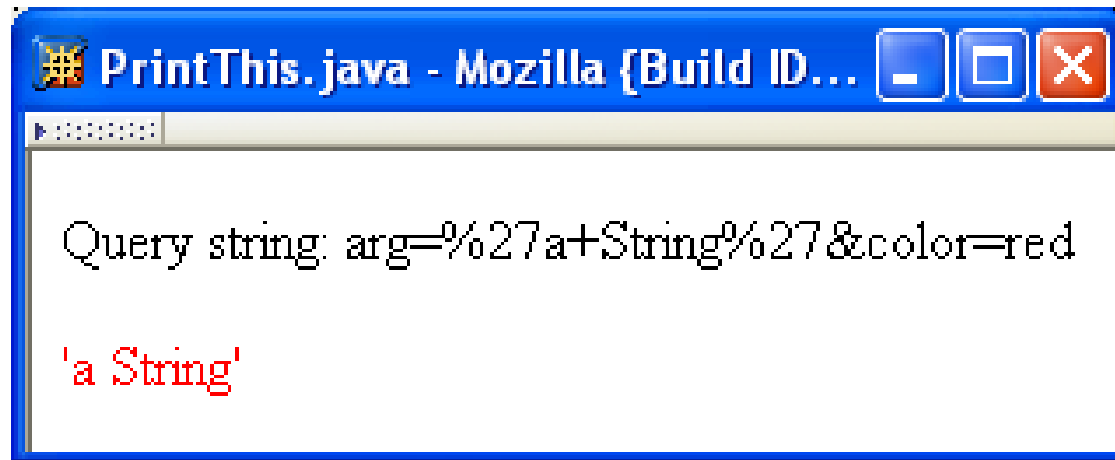 PrintThis.java - Mozilla {Build ID...
Query string: arg=%27a+String%27&color=red
'a String'